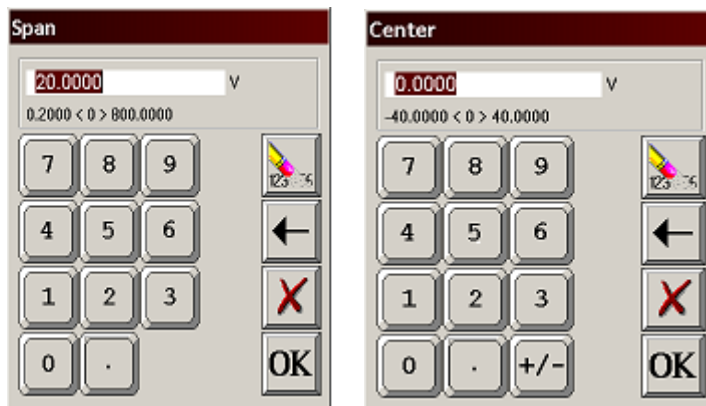 Span
20.0000 V
0.2000 < 0 > 800.0000
7 8 9
4 5 6
1 2 3
0 . OK
Center
0.0000 V
-40.0000 < 0 > 40.0000
7 8 9
4 5 6
1 2 3
0 . +/- OK